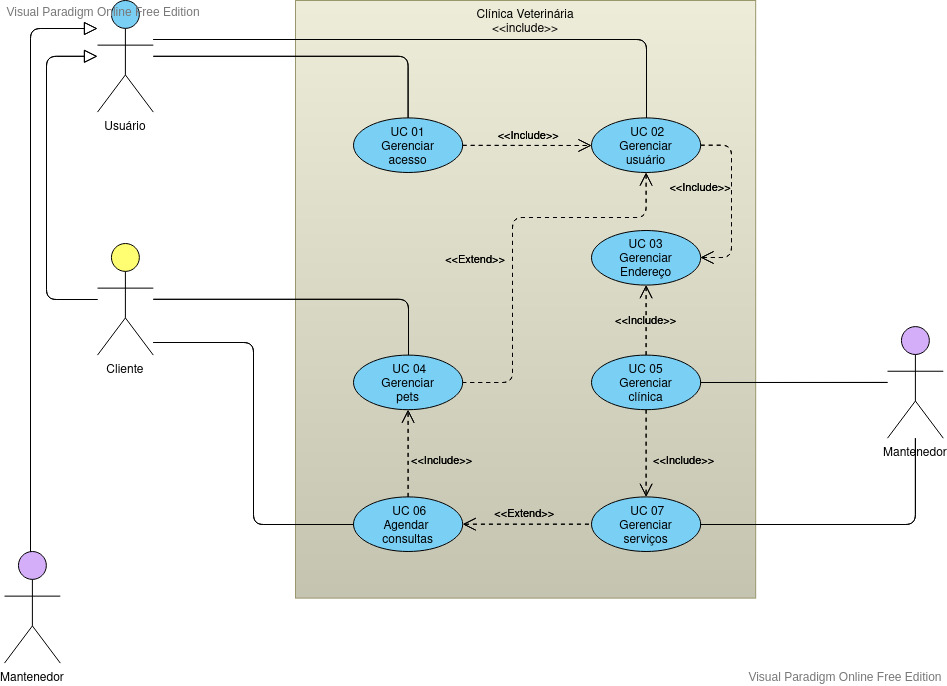 Visual Paradigm Online Free Edition
Clínica Veterinária
<<include>>
Usuário
UC 01
Gerenciar
acesso
<<Include>>
UC 02
Gerenciar
usuário
<<Include>>
<<Extend>>
UC 03
Gerenciar
Endereço
<<Include>>
Cliente
UC 04
Gerenciar
pets
UC 05
Gerenciar
clínica
Mantenedor
<<Include>>
<<Include>>
UC 06
Agendar
consultas
<<Extend>>
UC 07
Gerenciar
serviços
Mantenedor
Visual Paradigm Online Free Edition